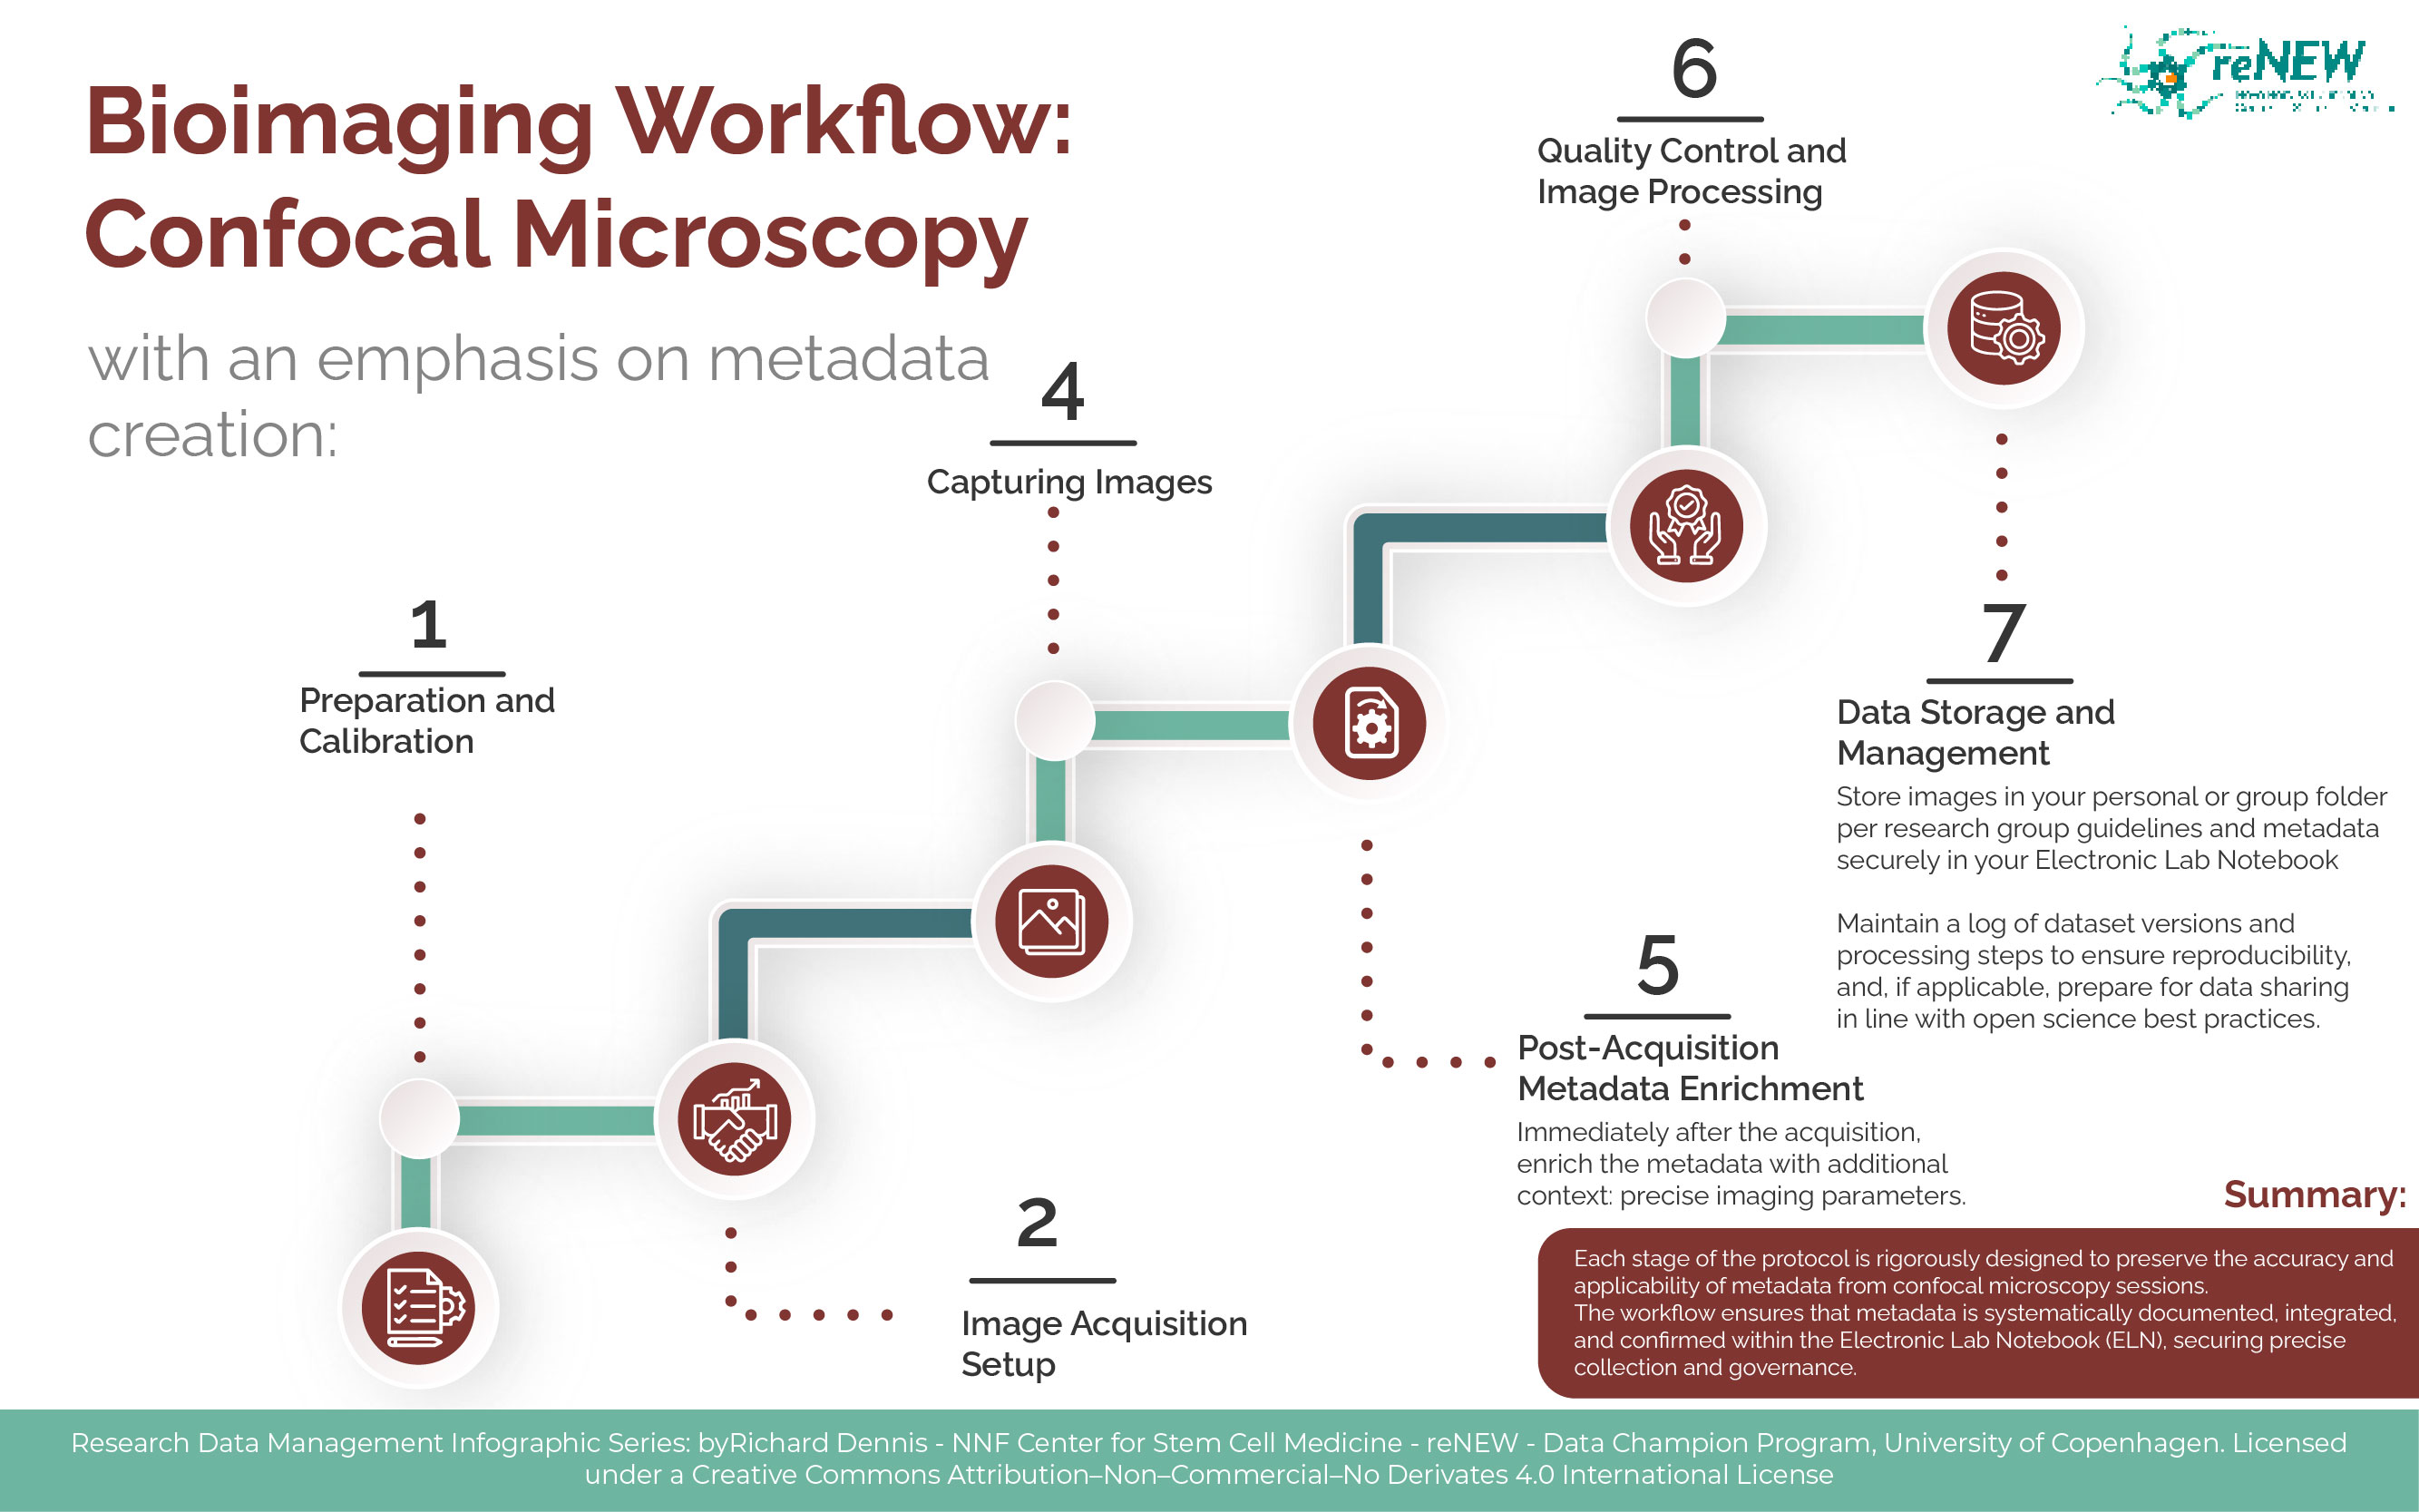 Bioimaging Workflow:
Confocal Microscopy
with an emphasis on metadata
creation:
1
Preparation and
Calibration
2
Image Acquisition
Setup
4
Capturing Images
5
Post-Acquisition
Metadata Enrichment
Immediately after the acquisition,
enrich the metadata with additional
context: precise imaging parameters.
6
Quality Control and
Image Processing
reNEW
7
Data Storage and
Management
Store images in your personal or group folder
per research group guidelines and metadata
securely in your Electronic Lab Notebook
Maintain a log of dataset versions and
processing steps to ensure reproducibility,
and, if applicable, prepare for data sharing
in line with open science best practices.
Summary:
Each stage of the protocol is rigorously designed to preserve the accuracy and
applicability of metadata from confocal microscopy sessions.
The workflow ensures that metadata is systematically documented, integrated,
and confirmed within the Electronic Lab Notebook (ELN), securing precise
collection and governance.
Research Data Management Infographic Series: byRichard Dennis - NNF Center for Stem Cell Medicine - reNEW - Data Champion Program, University of Copenhagen. Licensed
under a Creative Commons Attribution–Non–Commercial–No Derivates 4.0 International License